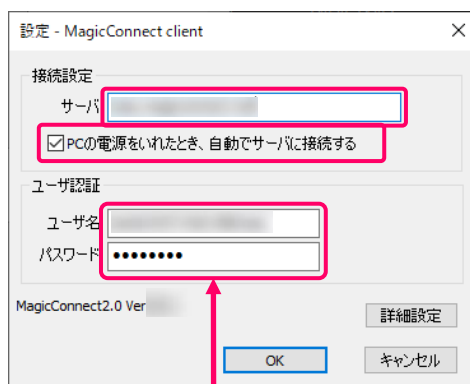 設定 - MagicConnect client
接続設定
サーバ
PCの電源をいれたとき、自動でサーバに接続する
ユーザ認証
ユーザ名
パスワード ●●●●●●●●
MagicConnect2.0 Ver
詳細設定
OK キャンセル